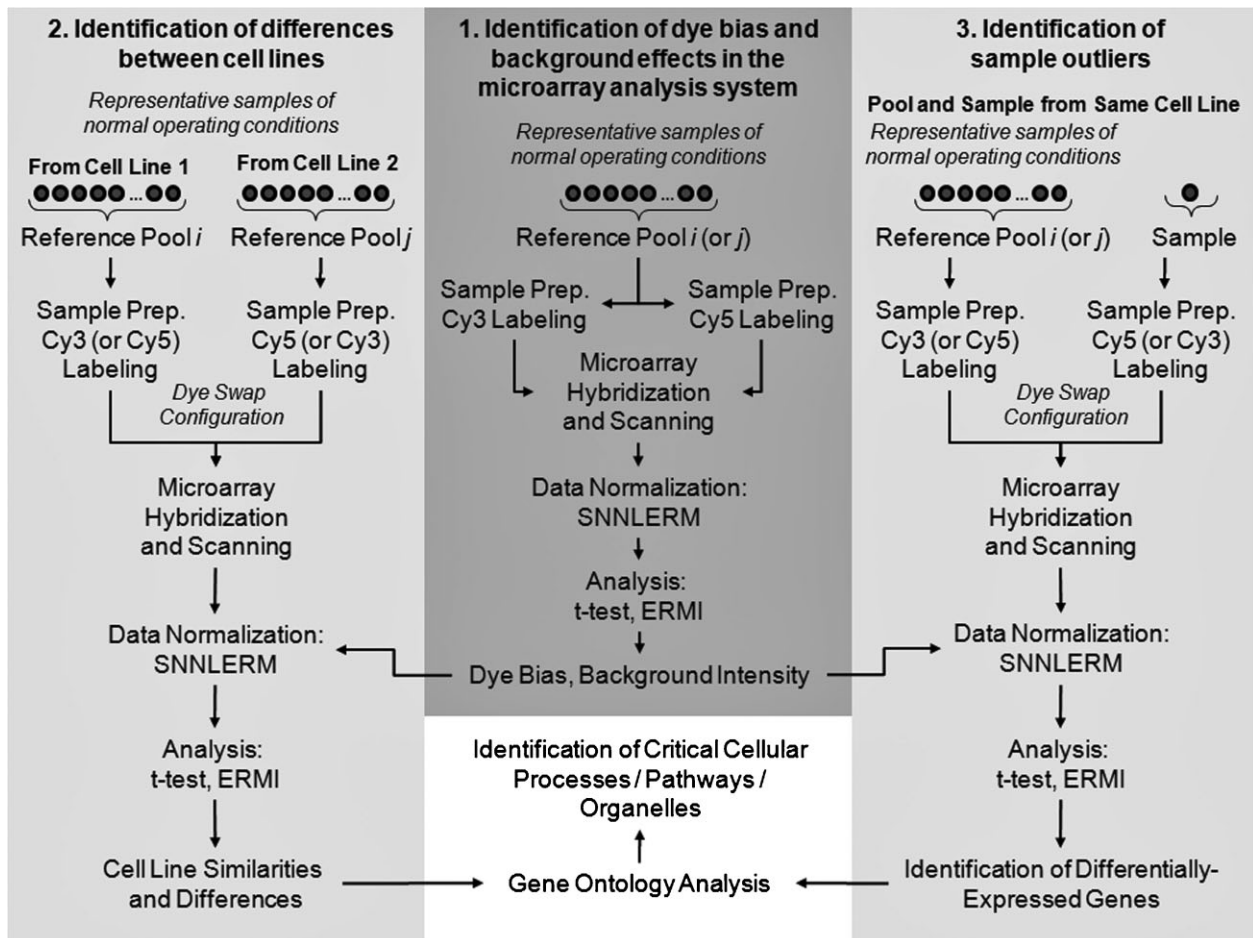 2. Identification of differences
between cell lines
Representative samples of
normal operating conditions
From Cell Line 1
From Cell Line 2
...
...
Reference Pool i
Reference Pool j
Sample Prep.
Cy3 (or Cy5)
Labeling
Sample Prep.
Cy5 (or Cy3)
Labeling
Dye Swap
Configuration
Microarray
Hybridization
and Scanning
Data Normalization:
SNNLERM
Analysis:
t-test, ERMI
Cell Line Similarities
and Differences
1. Identification of dye bias and
background effects in the
microarray analysis system
Representative samples of
normal operating conditions
...
Reference Pool i (or j)
Sample Prep.
Cy3 Labeling
Sample Prep.
Cy5 Labeling
Microarray
Hybridization
and Scanning
Data Normalization:
SNNLERM
Analysis:
t-test, ERMI
Dye Bias, Background Intensity
Identification of Critical Cellular
Processes / Pathways /
Organelles
Gene Ontology Analysis
3. Identification of
sample outliers
Pool and Sample from Same Cell Line
Representative samples of
normal operating conditions
...
Reference Pool i (or j)
Sample
Sample Prep.
Cy3 (or Cy5)
Labeling
Sample Prep.
Cy5 (or Cy3)
Labeling
Dye Swap
Configuration
Microarray
Hybridization
and Scanning
Data Normalization:
SNNLERM
Analysis:
t-test, ERMI
Identification of Differentially-
Expressed Genes